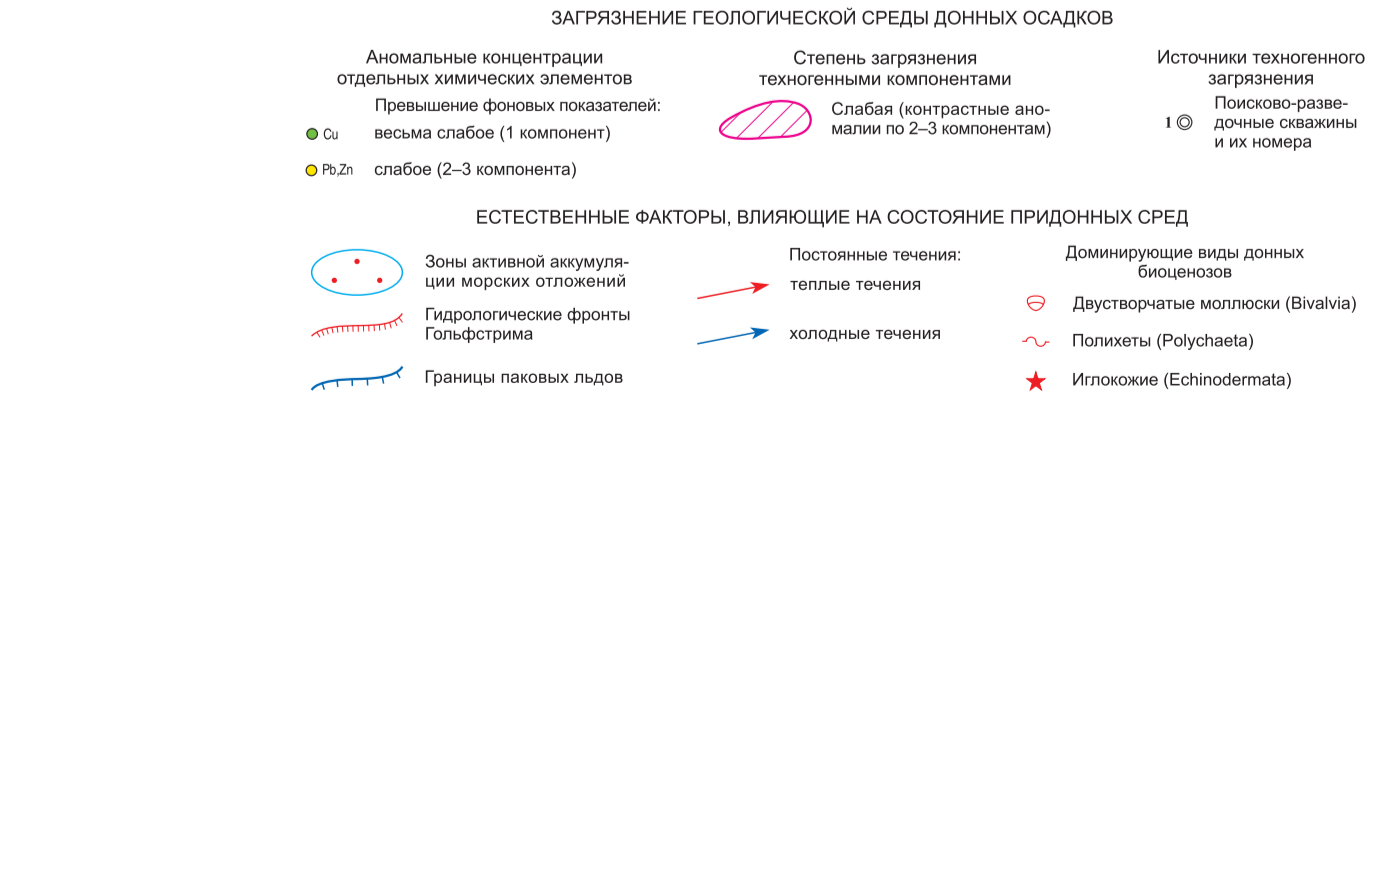 ЗАГРЯЗНЕНИЕ ГЕОЛОГИЧЕСКОЙ СРЕДЫ ДОННЫХ ОСАДКОВ
Аномальные концентрации
отдельных химических элементов
Превышение фоновых показателей:
Cu весьма слабое (1 компонент)
Pb,Zn слабое (2–3 компонента)
Степень загрязнения
техногенными компонентами
Слабая (контрастные ано-
малии по 2–3 компонентам)
Источники техногенного
загрязнения
1
Поисково-разве-
дочные скважины
и их номера
ЕСТЕСТВЕННЫЕ ФАКТОРЫ, ВЛИЯЮЩИЕ НА СОСТОЯНИЕ ПРИДОННЫХ СРЕД
Зоны активной аккумуля-
ции морских отложений
Гидрологические фронты
Гольфстрима
Границы паковых льдов
Постоянные течения:
теплые течения
холодные течения
Доминирующие виды донных
биоценозов
Двустворчатые моллюски (Bivalvia)
Полихеты (Polychaeta)
Иглокожие (Echinodermata)